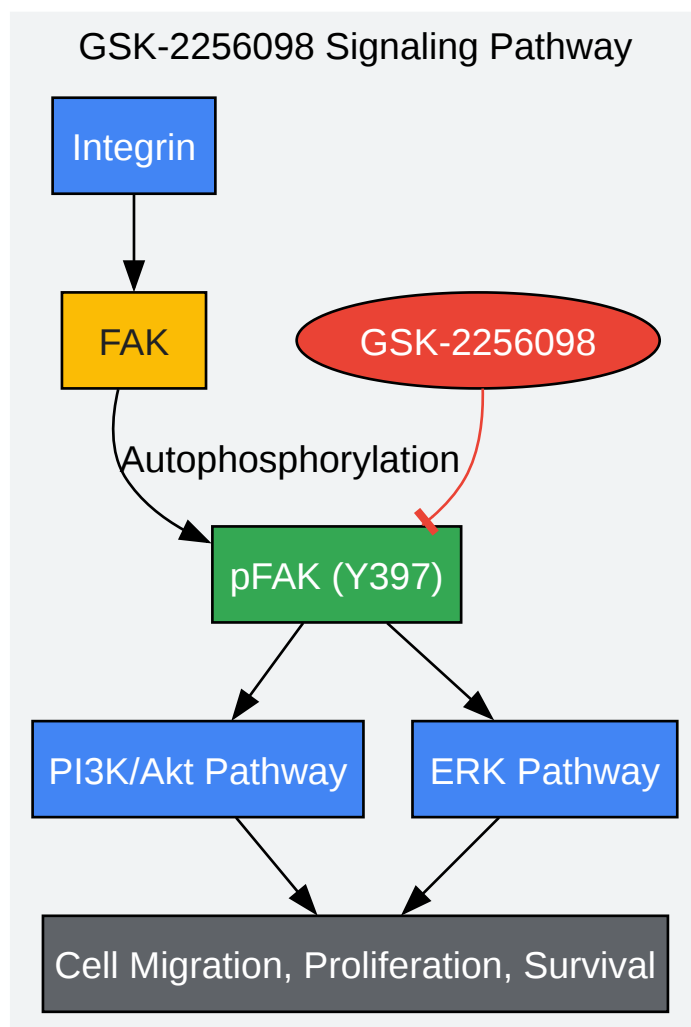 GSK-2256098 Signaling Pathway
Integrin
FAK
GSK-2256098
Autophosphorylation
pFAK (Y397)
PI3K/Akt Pathway
ERK Pathway
Cell Migration, Proliferation, Survival